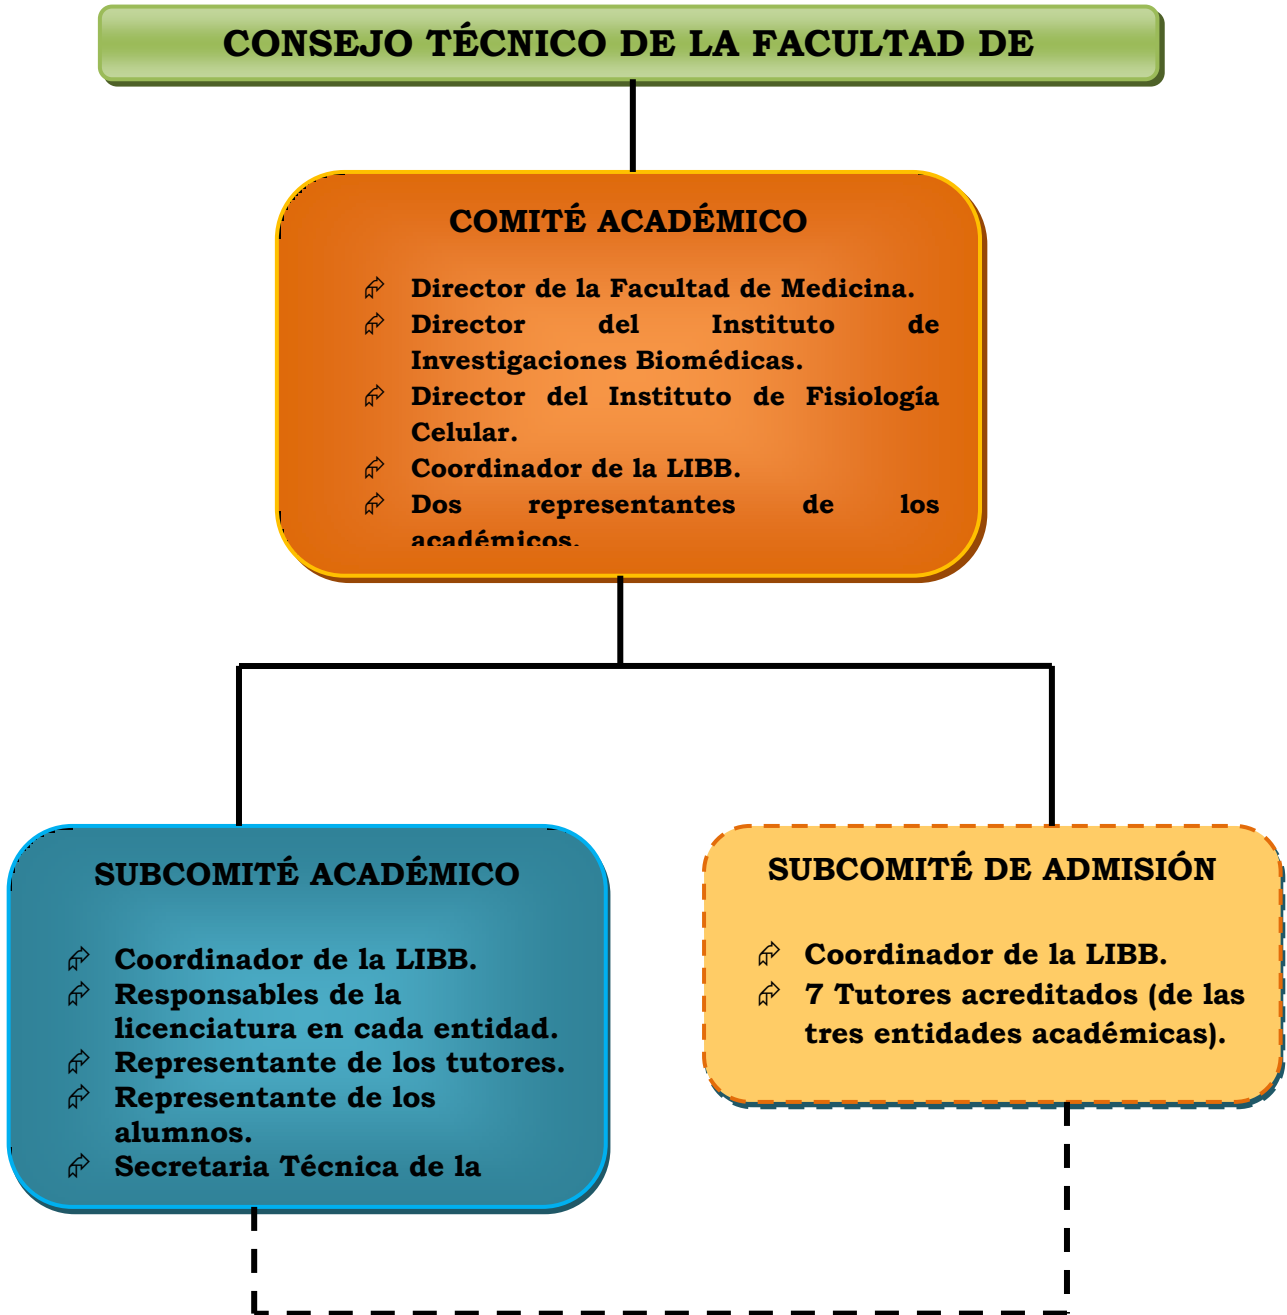 CONSEJO TÉCNICO DE LA FACULTAD DE
COMITÉ ACADÉMICO
Director de la Facultad de Medicina.
Director del Instituto de
Investigaciones Biomédicas.
Director del Instituto de Fisiología
Celular.
Coordinador de la LIBB.
Dos representantes de los
académicos.
SUBCOMITÉ ACADÉMICO
Coordinador de la LIBB.
Responsables de la
licenciatura en cada entidad.
Representante de los tutores.
Representante de los
alumnos.
Secretaria Técnica de la
SUBCOMITÉ DE ADMISIÓN
Coordinador de la LIBB.
7 Tutores acreditados (de las
tres entidades académicas).